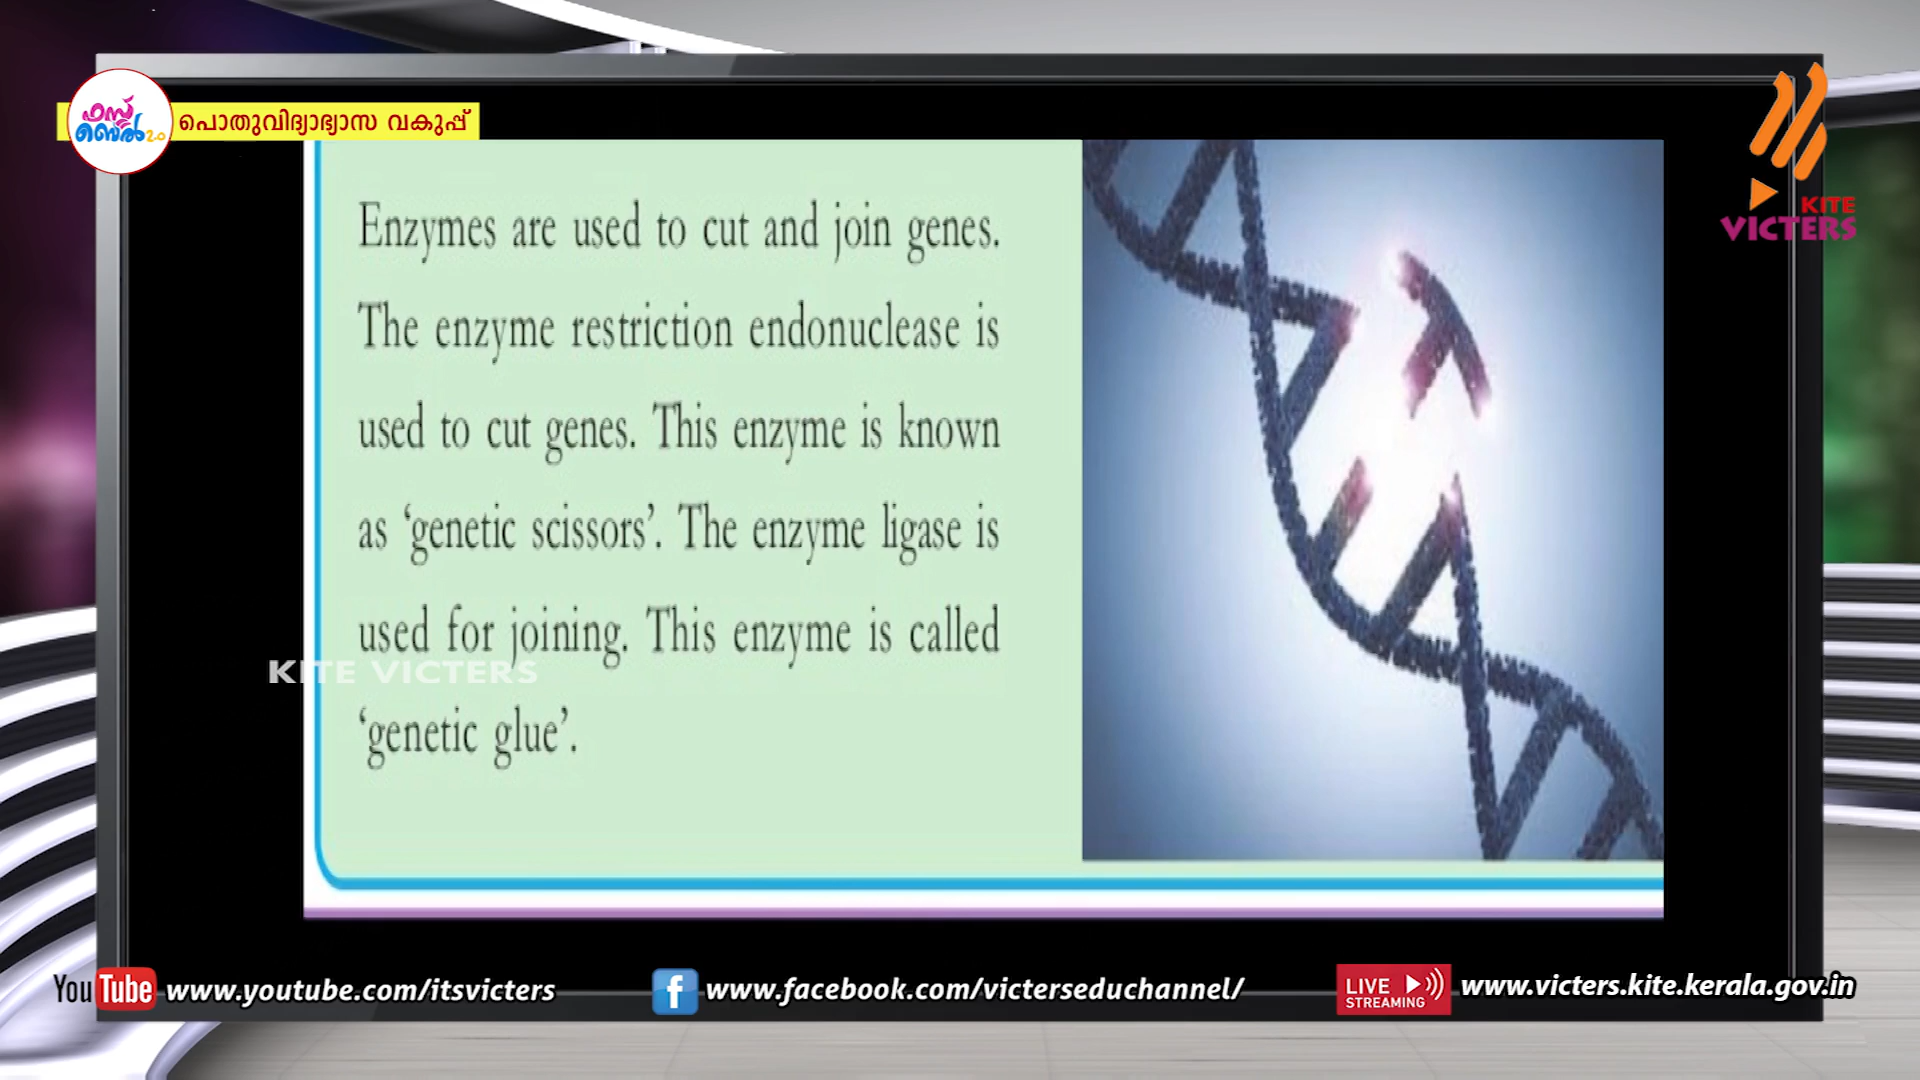 ഫസ്റ്റ്
ബെൽ 2.0
പൊതുവിദ്യാഭ്യാസ വകുപ്പ്
KITE
VICTERS
Enzymes are used to cut and join genes.
The enzyme restriction endonuclease is
used to cut genes. This enzyme is known
as ‘genetic scissors’. The enzyme ligase is
used for joining. This enzyme is called
‘genetic glue’.
KITE VICTERS
YouTube www.youtube.com/itsvicters
f www.facebook.com/victerseduchannel/
LIVE STREAMING www.victers.kite.kerala.gov.in